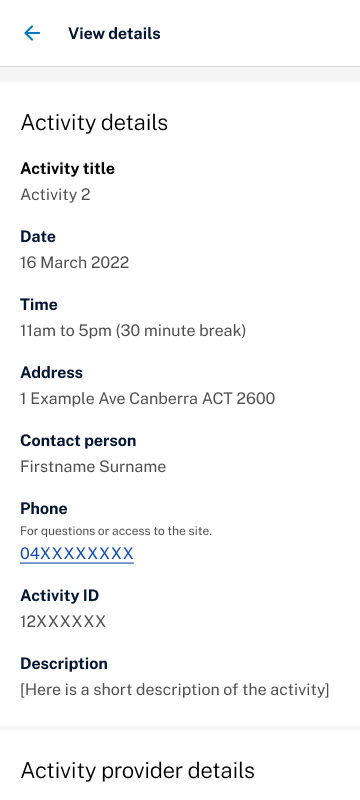 View details
Activity details
Activity title
Activity 2
Date
16 March 2022
Time
11am to 5pm (30 minute break)
Address
1 Example Ave Canberra ACT 2600
Contact person
Firstname Surname
Phone
For questions or access to the site.
04XXXXXXXX
Activity ID
12XXXXXX
Description
[Here is a short description of the activity]
Activity provider details